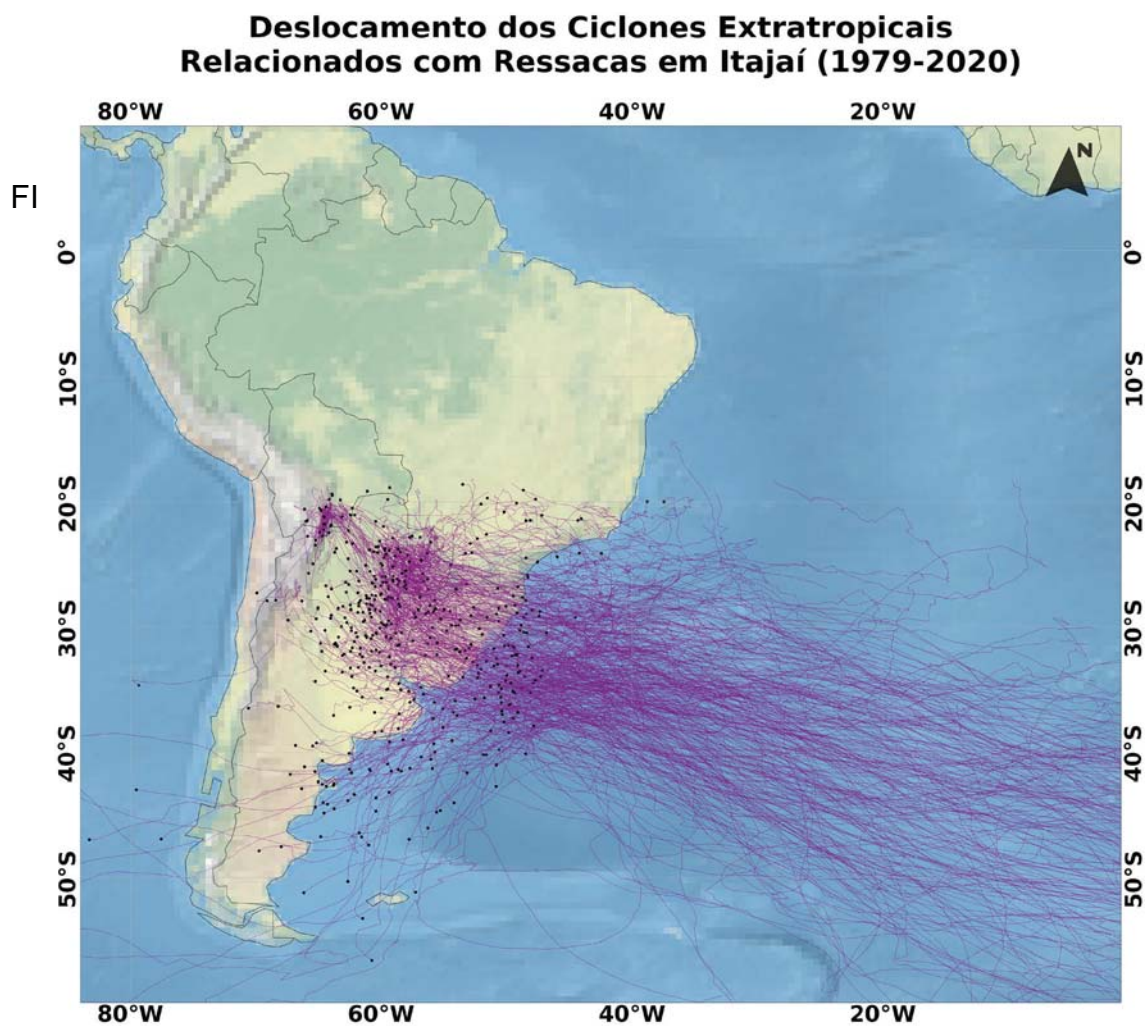 Deslocamento dos Ciclones Extratropicais
Relacionados com Ressacas em Itajaí (1979-2020)
80°W 60°W 40°W 20°W
N
FI
0° 0°
10°S 10°S
20°S 20°S
30°S 30°S
40°S 40°S
50°S 50°S
80°W 60°W 40°W 20°W